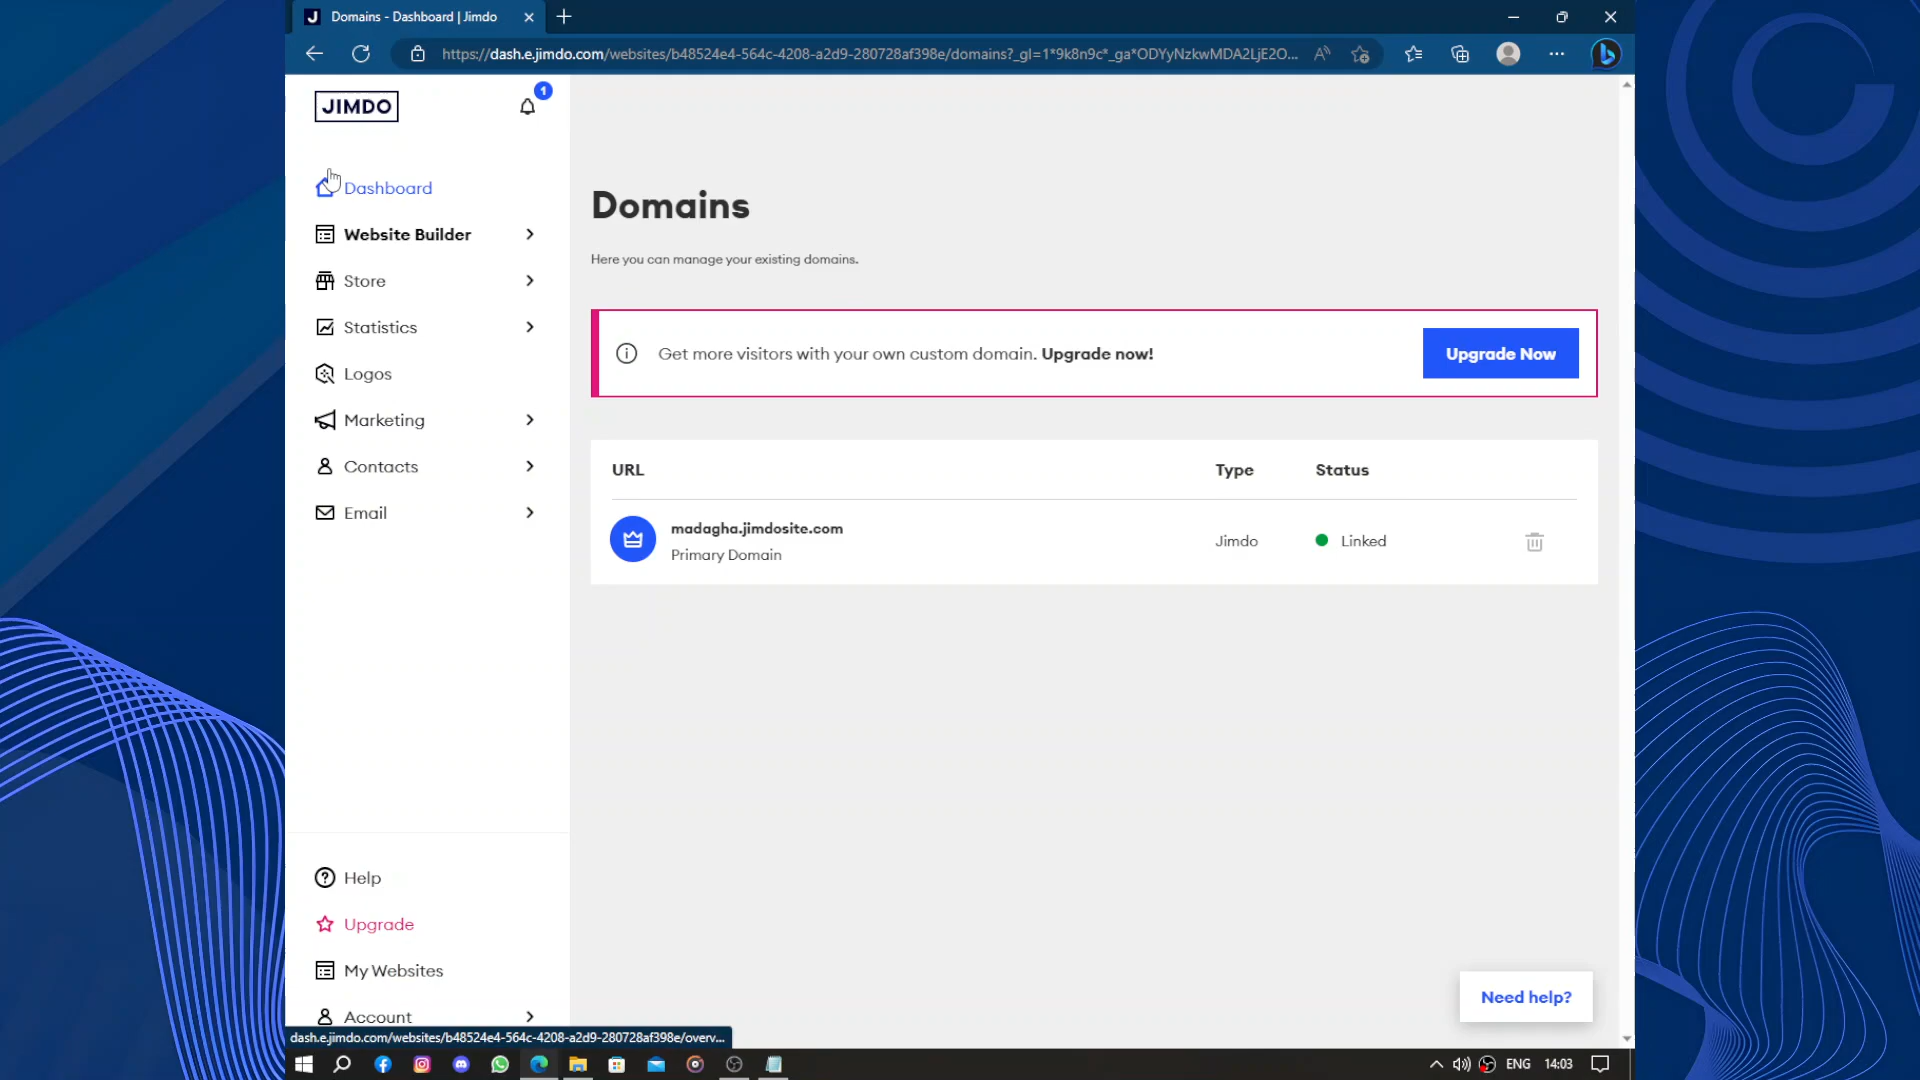 J Domains - Dashboard | Jimdo
https://dash.e.jimdo.com/websites/b48524e4-564c-4208-a2d9-280728af398e/domains?_gl=1*9k8n9c*_ga*ODYyNzkwMDA2LjE2O...
JIMDO
1
Dashboard
Website Builder
Store
Statistics
Logos
Marketing
Contacts
Email
Domains
Here you can manage your existing domains.
Get more visitors with your own custom domain. Upgrade now!
Upgrade Now
URL Type Status
madagha.jimdosite.com
Primary Domain
Jimdo
Linked
Help
Upgrade
My Websites
Account
Need help?
dash.e.jimdo.com/websites/b48524e4-564c-4208-a2d9-280728af398e/overv...
ENG 14:03